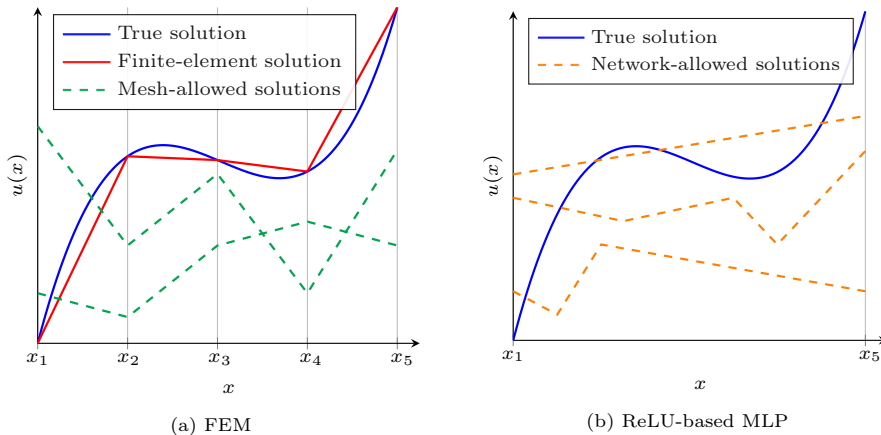 True solution
Finite-element solution
Mesh-allowed solutions
u(x)
x₁ x₂ x₃ x₄ x₅
x
(a) FEM
True solution
Network-allowed solutions
u(x)
x₁ x₅
x
(b) ReLU-based MLP